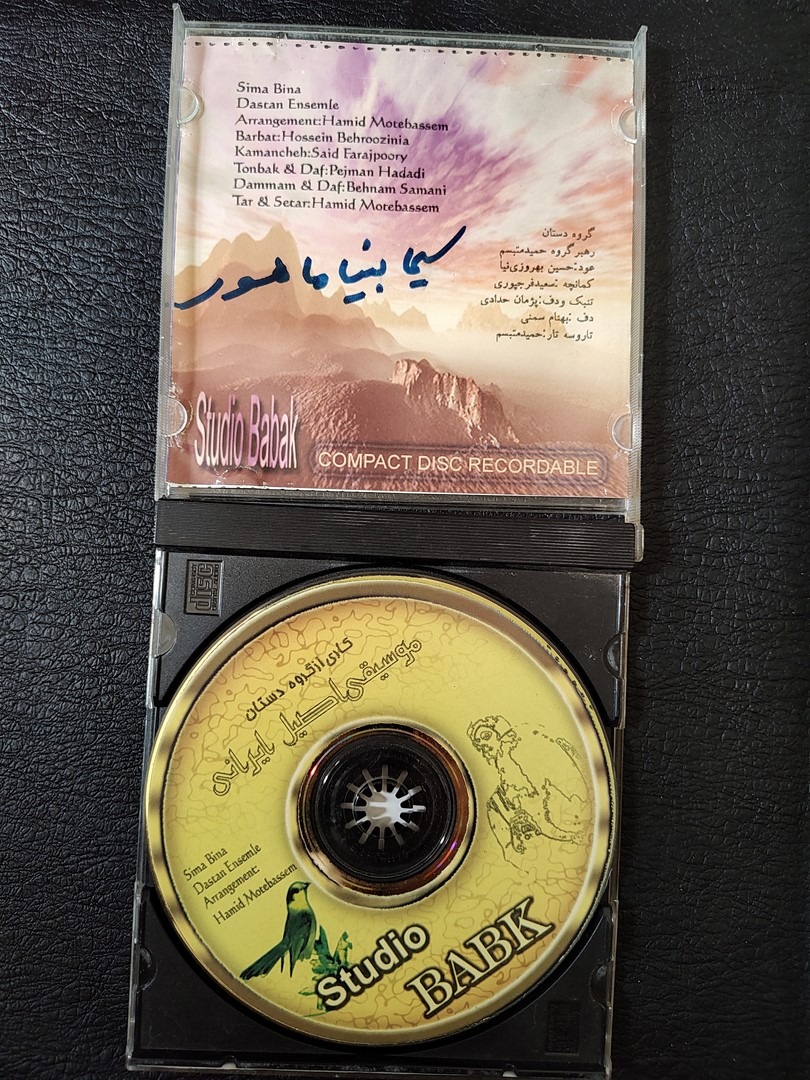 Sima Bina
Dastan Ensemle
Arrangement:Hamid Motebassem
Barbat:Hossein Behroozinia
Kamancheh:Said Farajpoory
Tonbak & Daf:Pejman Hadadi
Dammam & Daf:Behnam Samani
Tar & Setar:Hamid Motebassem
گروه دستان
رهبر گروه حمیدمتبسم
عود:حسین بهروزی‌نیا
کمانچه :سعیدفرجپوری
تنبک ودف:پژمان حدادی
دف :بهنام سمنی
تاروسه تار:حمیدمتبسم
سیما بینا ماهور
Studio Babak
COMPACT DISC RECORDABLE
COMPACT
disc
کاری ازگروه دستان
موسیقی اصیل ایرانی
Sima Bina
Dastan Ensemle
Arrangement:
Hamid Motebassem
Studio
BABK